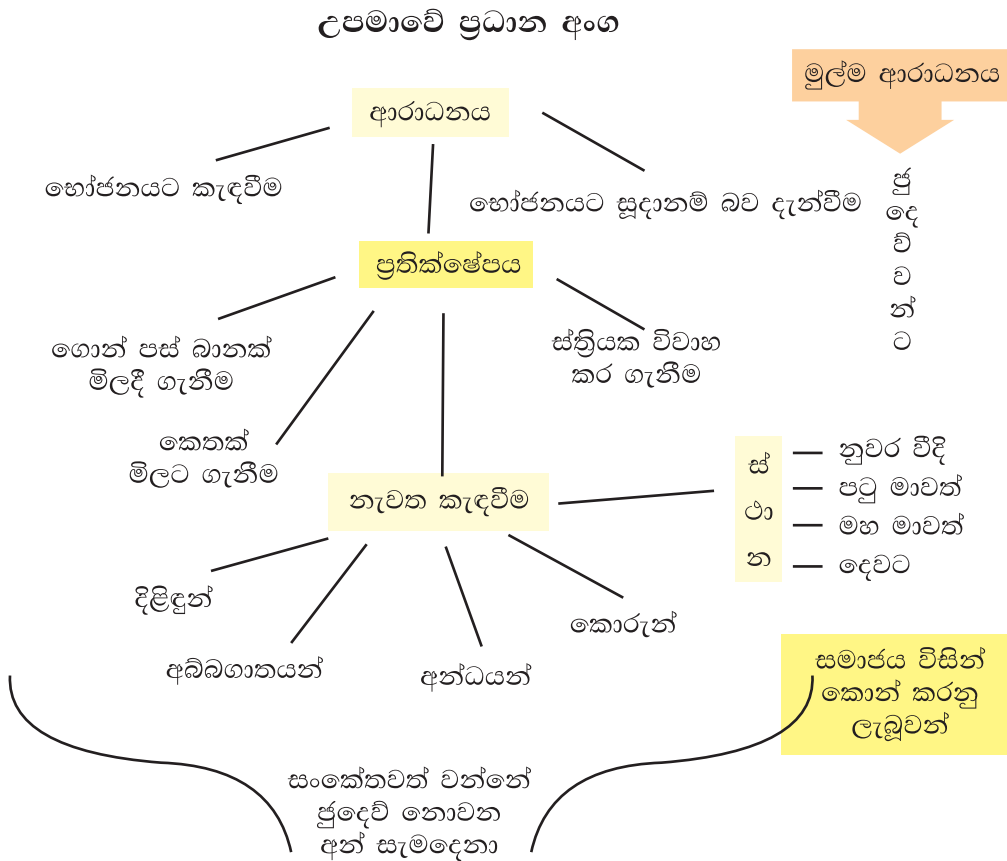 උපමාවේ ප්‍රධාන අංග
මුල්ම ආරාධනය
ජුදෙව්වන්ට
ආරාධනය
භෝජනයට කැඳවීම
භෝජනයට සූදානම් බව දැන්වීම
ප්‍රතික්ෂේපය
ගොන් පස් බානක්
මිලදී ගැනීම
ස්ත්‍රියක විවාහ
කර ගැනීම
කෙතක්
මිලට ගැනීම
නැවත කැඳවීම
ස්ථාන
නුවර වීදි
පටු මාවත්
මහ මාවත්
දෙවට
දිළිඳුන්
අබ්බගාතයන්
අන්ධයන්
කොරුන්
සමාජය විසින්
කොන් කරනු
ලැබූවන්
සංකේතවත් වන්නේ
ජුදෙව් නොවන
අන් සැමදෙනා